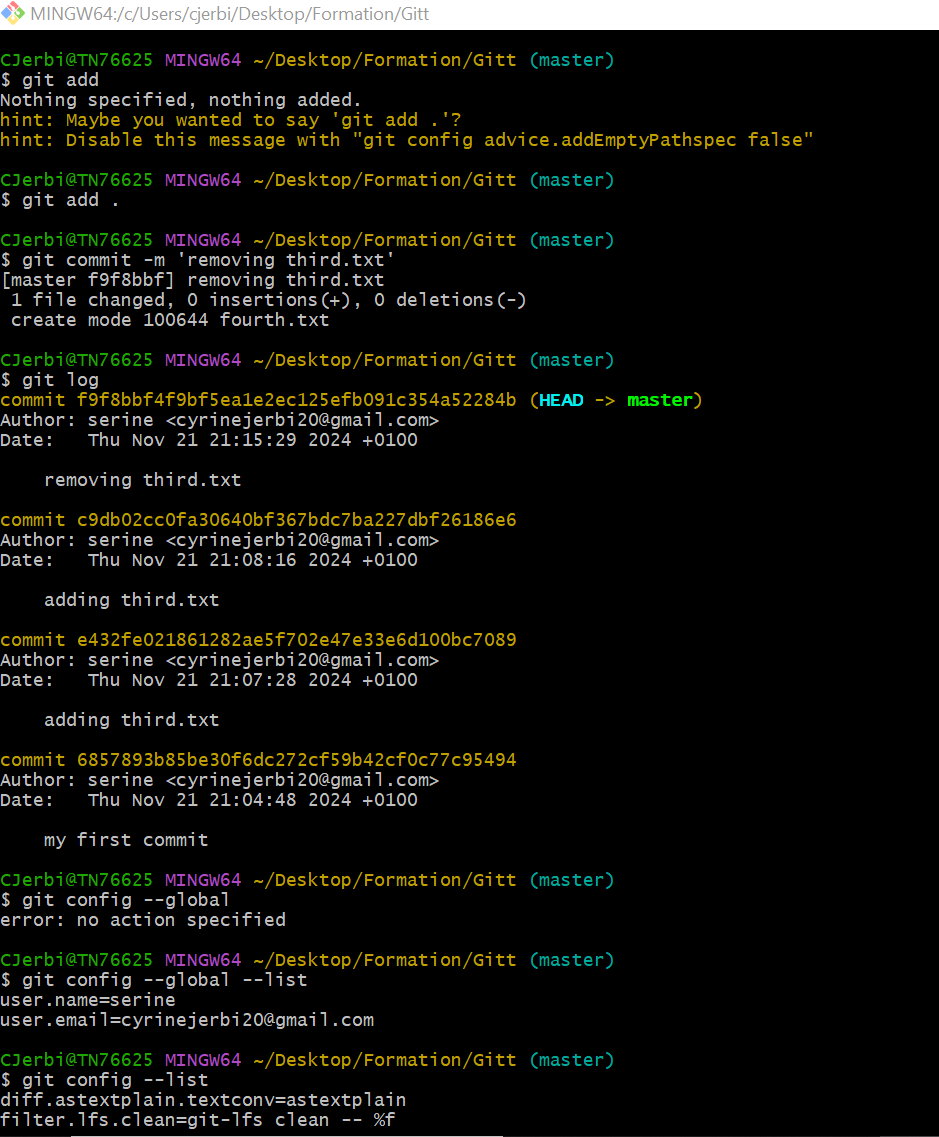 MINGW64:/c/Users/cjerbi/Desktop/Formation/Gitt
CJerbi@TN76625 MINGW64 ~/Desktop/Formation/Gitt (master)
$ git add
Nothing specified, nothing added.
hint: Maybe you wanted to say 'git add .'?
hint: Disable this message with "git config advice.addEmptyPathspec false"
CJerbi@TN76625 MINGW64 ~/Desktop/Formation/Gitt (master)
$ git add .
CJerbi@TN76625 MINGW64 ~/Desktop/Formation/Gitt (master)
$ git commit -m 'removing third.txt'
[master f9f8bbf] removing third.txt
 1 file changed, 0 insertions(+), 0 deletions(-)
 create mode 100644 fourth.txt
CJerbi@TN76625 MINGW64 ~/Desktop/Formation/Gitt (master)
$ git log
commit f9f8bbf4f9bf5ea1e2ec125efb091c354a52284b (HEAD -> master)
Author: serine <cyrinejerbi20@gmail.com>
Date:   Thu Nov 21 21:15:29 2024 +0100
    removing third.txt
commit c9db02cc0fa30640bf367bdc7ba227dbf26186e6
Author: serine <cyrinejerbi20@gmail.com>
Date:   Thu Nov 21 21:08:16 2024 +0100
    adding third.txt
commit e432fe021861282ae5f702e47e33e6d100bc7089
Author: serine <cyrinejerbi20@gmail.com>
Date:   Thu Nov 21 21:07:28 2024 +0100
    adding third.txt
commit 6857893b85be30f6dc272cf59b42cf0c77c95494
Author: serine <cyrinejerbi20@gmail.com>
Date:   Thu Nov 21 21:04:48 2024 +0100
    my first commit
CJerbi@TN76625 MINGW64 ~/Desktop/Formation/Gitt (master)
$ git config --global
error: no action specified
CJerbi@TN76625 MINGW64 ~/Desktop/Formation/Gitt (master)
$ git config --global --list
user.name=serine
user.email=cyrinejerbi20@gmail.com
CJerbi@TN76625 MINGW64 ~/Desktop/Formation/Gitt (master)
$ git config --list
diff.astextplain.textconv=astextplain
filter.lfs.clean=git-lfs clean -- %f